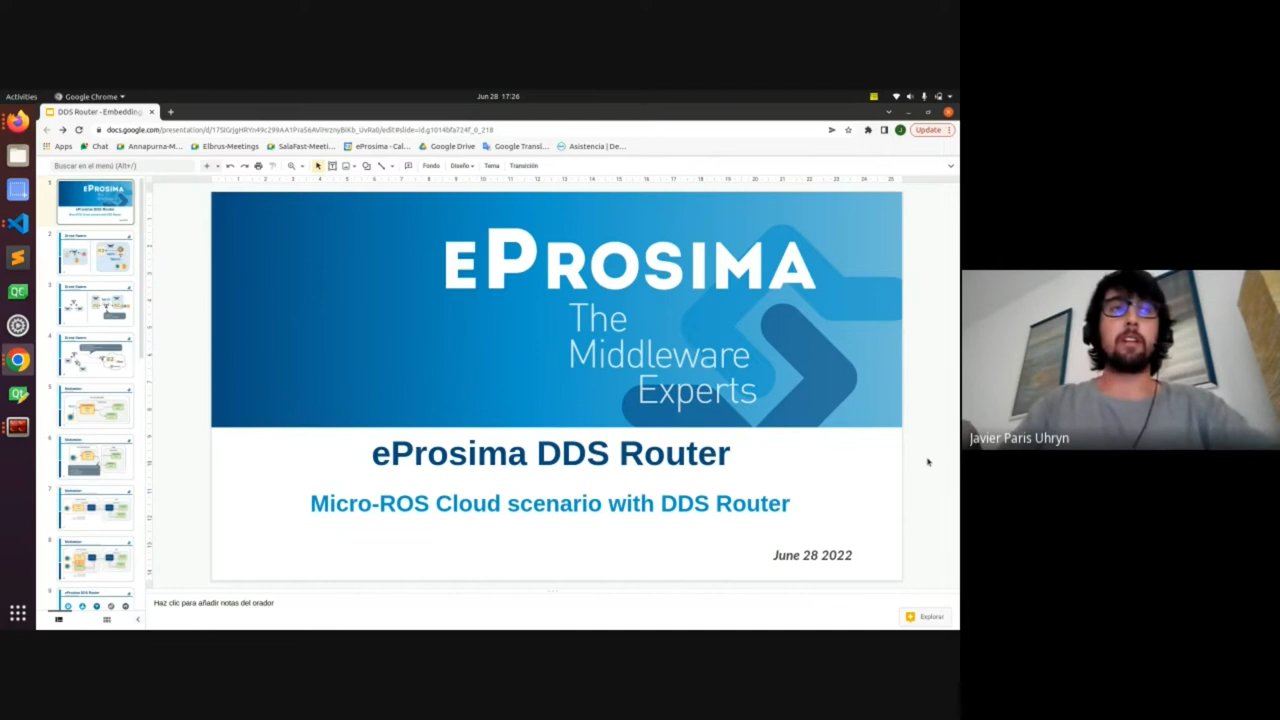 Activities
Google Chrome
Jun 28 17:26
DDS Router - Embedding
Update
Apps
Chat
Annapurna-M...
Elbrus-Meetings
SalaFast-Meeti...
eProsima - Cal...
Google Drive
Google Transl...
Asistencia | De...
Buscar en el menú (Alt+/)
Fondo
Diseño
Tema
Transición
EPROSIMA
The
Middleware
Experts
eProsima DDS Router
Micro-ROS Cloud scenario with DDS Router
June 28 2022
Haz clic para añadir notas del orador
Explorar
Javier Paris Uhryn